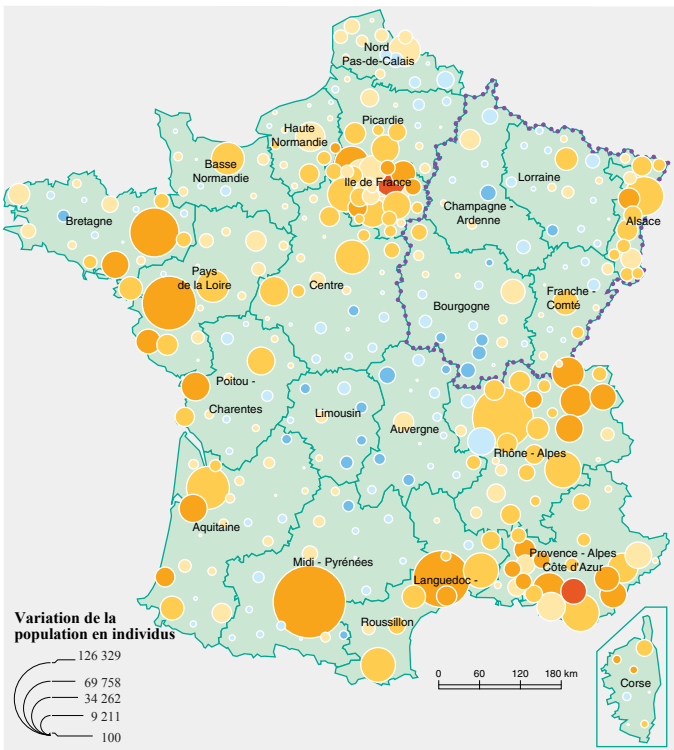 Nord
Pas-de-Calais
Picardie
Haute
Normandie
Basse
Normandie
Ile de France
Lorraine
Champagne -
Ardenne
Alsace
Bretagne
Pays
de la Loire
Centre
Bourgogne
Franche -
Comté
Poitou -
Charentes
Limousin
Auvergne
Rhône - Alpes
Aquitaine
Midi - Pyrénées
Languedoc -
Roussillon
Provence - Alpes
Côte d'Azur
Corse
Variation de la
population en individus
126 329
69 758
34 262
9 211
100
0 60 120 180 km